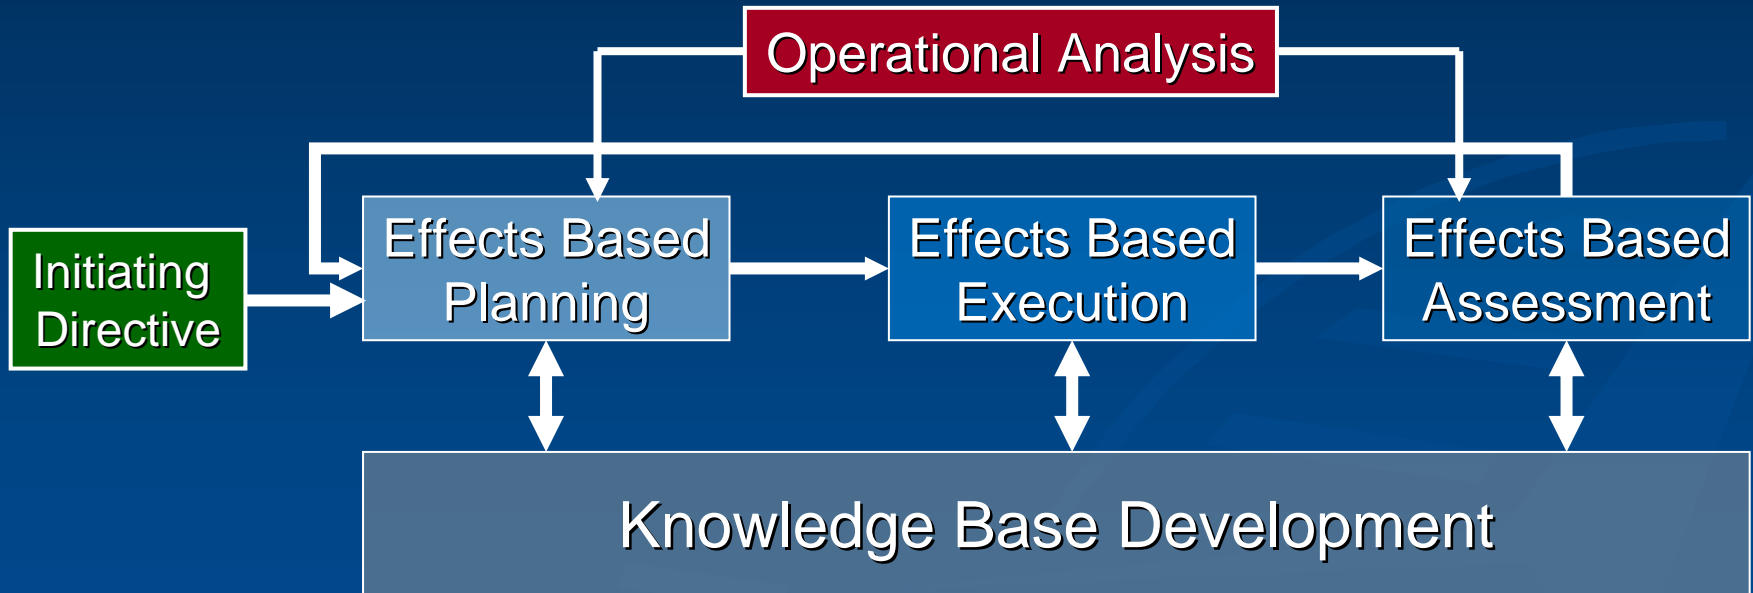 Operational Analysis
Initiating
Directive
Effects Based
Planning
Effects Based
Execution
Effects Based
Assessment
Knowledge Base Development